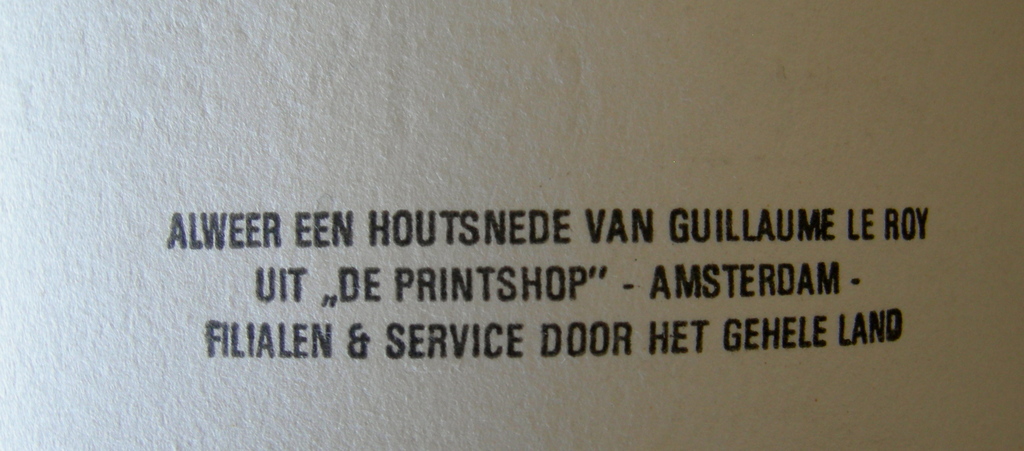 ALWEER EEN HOUTSNEDE VAN GUILLAUME LE ROY
UIT „DE PRINTSHOP” - AMSTERDAM -
FILIALEN & SERVICE DOOR HET GEHELE LAND